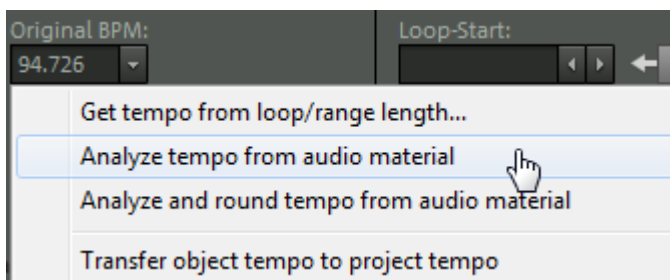 Original BPM:
Loop-Start:
94.726
Get tempo from loop/range length...
Analyze tempo from audio material
Analyze and round tempo from audio material
Transfer object tempo to project tempo